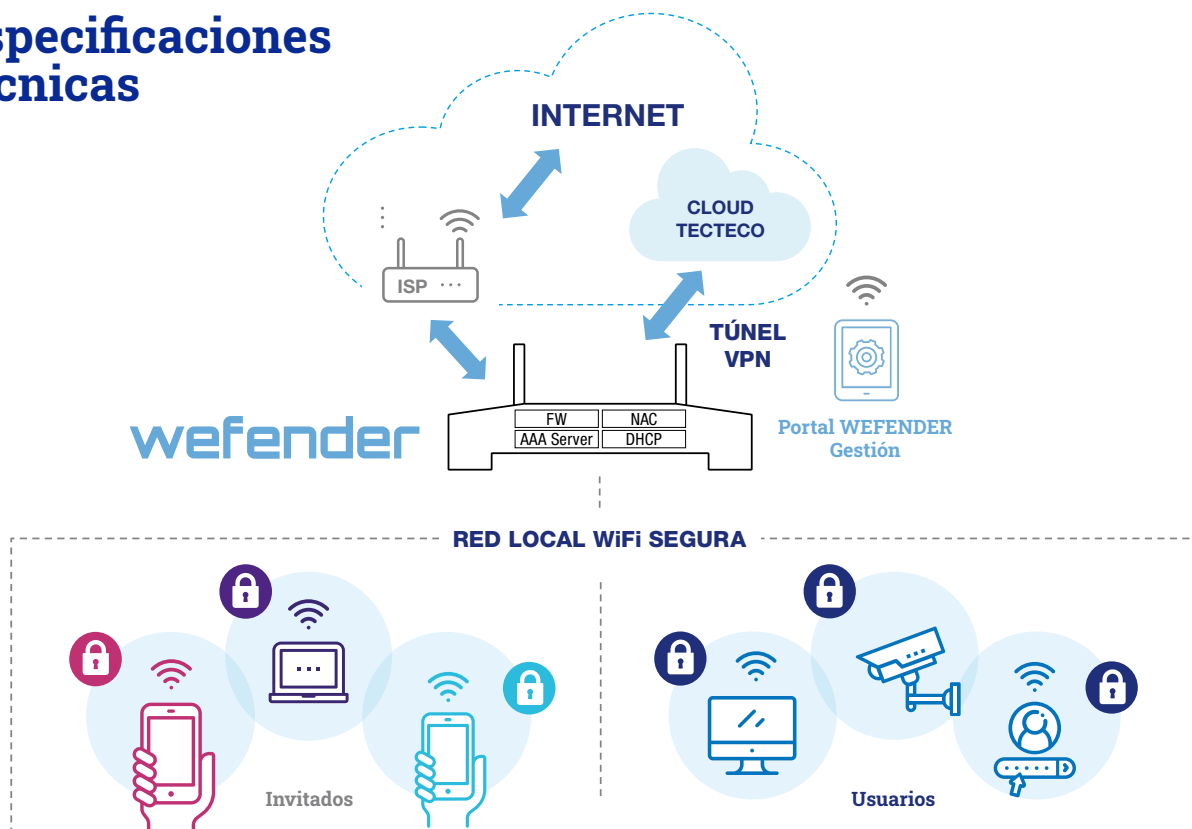 specificaciones
cnicas
INTERNET
CLOUD
TECTECO
ISP
TÚNEL
VPN
wefender
FW
NAC
AAA Server
DHCP
Portal WEFENDER
Gestión
RED LOCAL WiFi SEGURA
Invitados
Usuarios